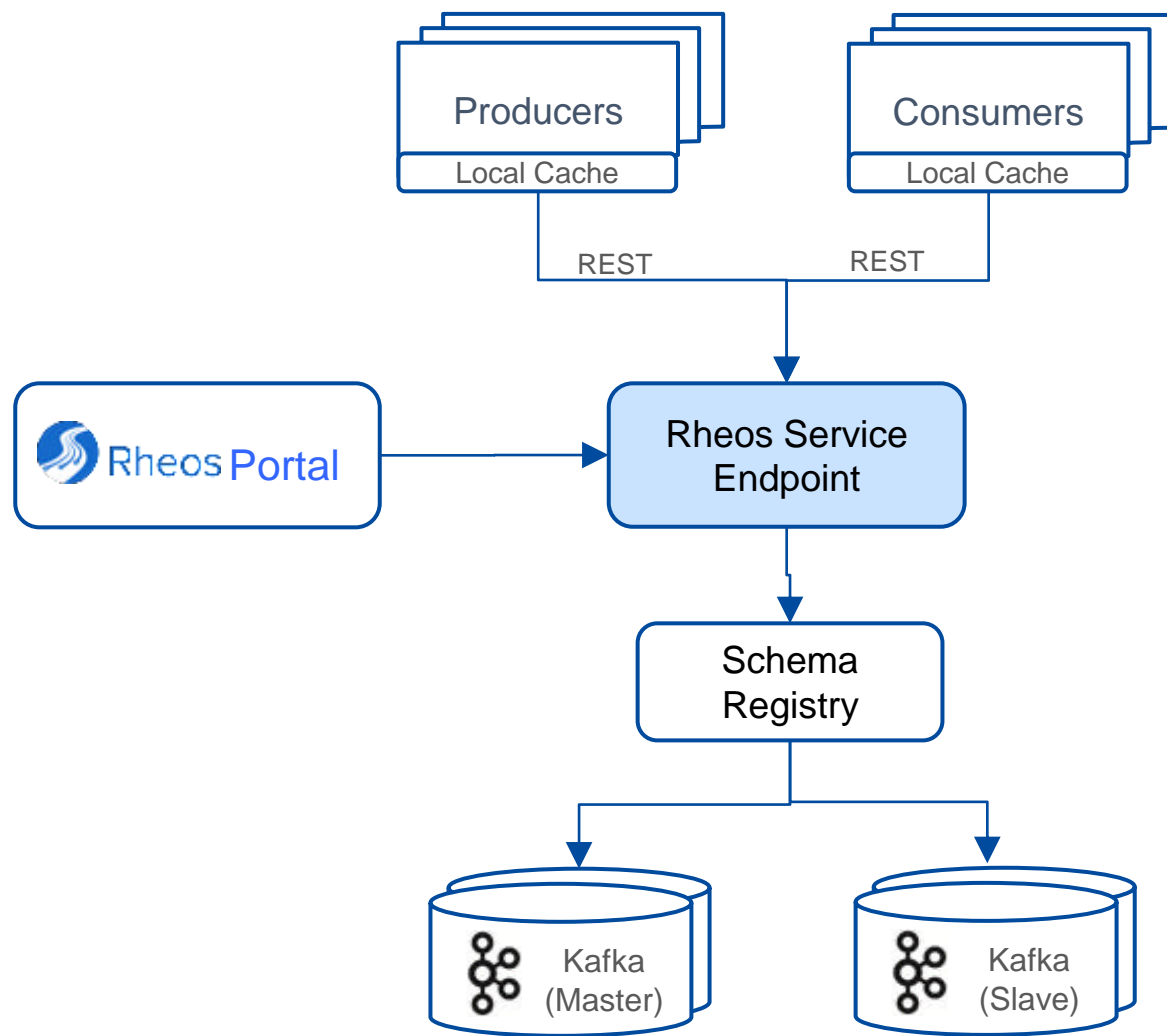 Producers
Local Cache
Consumers
Local Cache
REST
REST
Rheos Portal
Rheos Service
Endpoint
Schema
Registry
Kafka
(Master)
Kafka
(Slave)